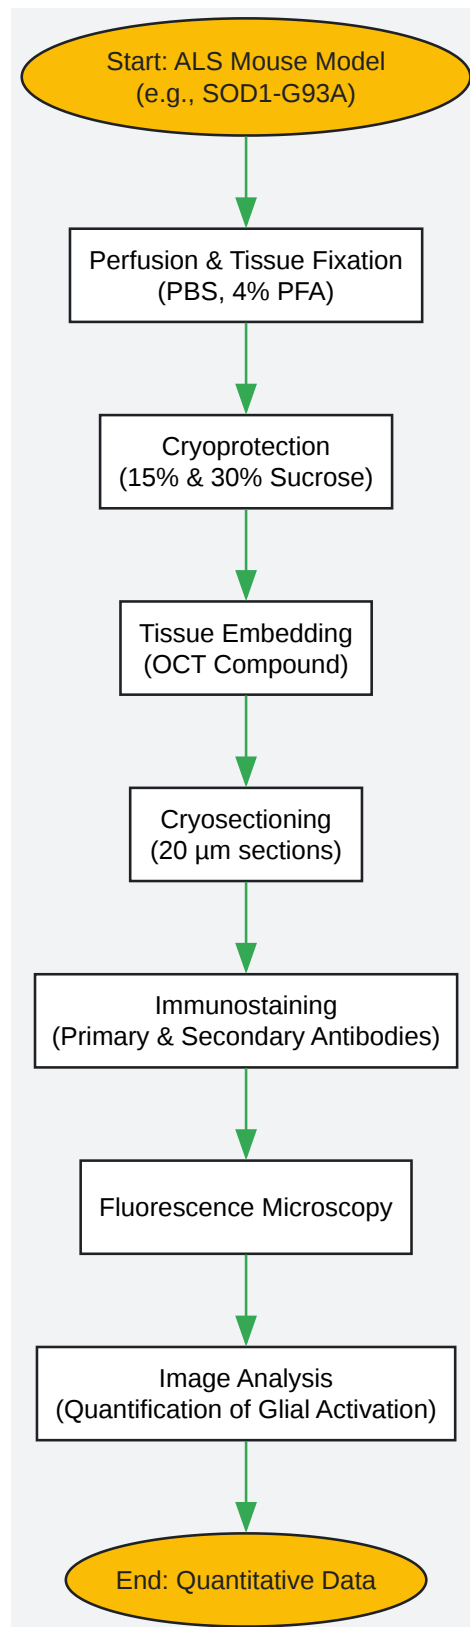 Start: ALS Mouse Model
(e.g., SOD1-G93A)
Perfusion & Tissue Fixation
(PBS, 4% PFA)
Cryoprotection
(15% & 30% Sucrose)
Tissue Embedding
(OCT Compound)
Cryosectioning
(20 µm sections)
Immunostaining
(Primary & Secondary Antibodies)
Fluorescence Microscopy
Image Analysis
(Quantification of Glial Activation)
End: Quantitative Data